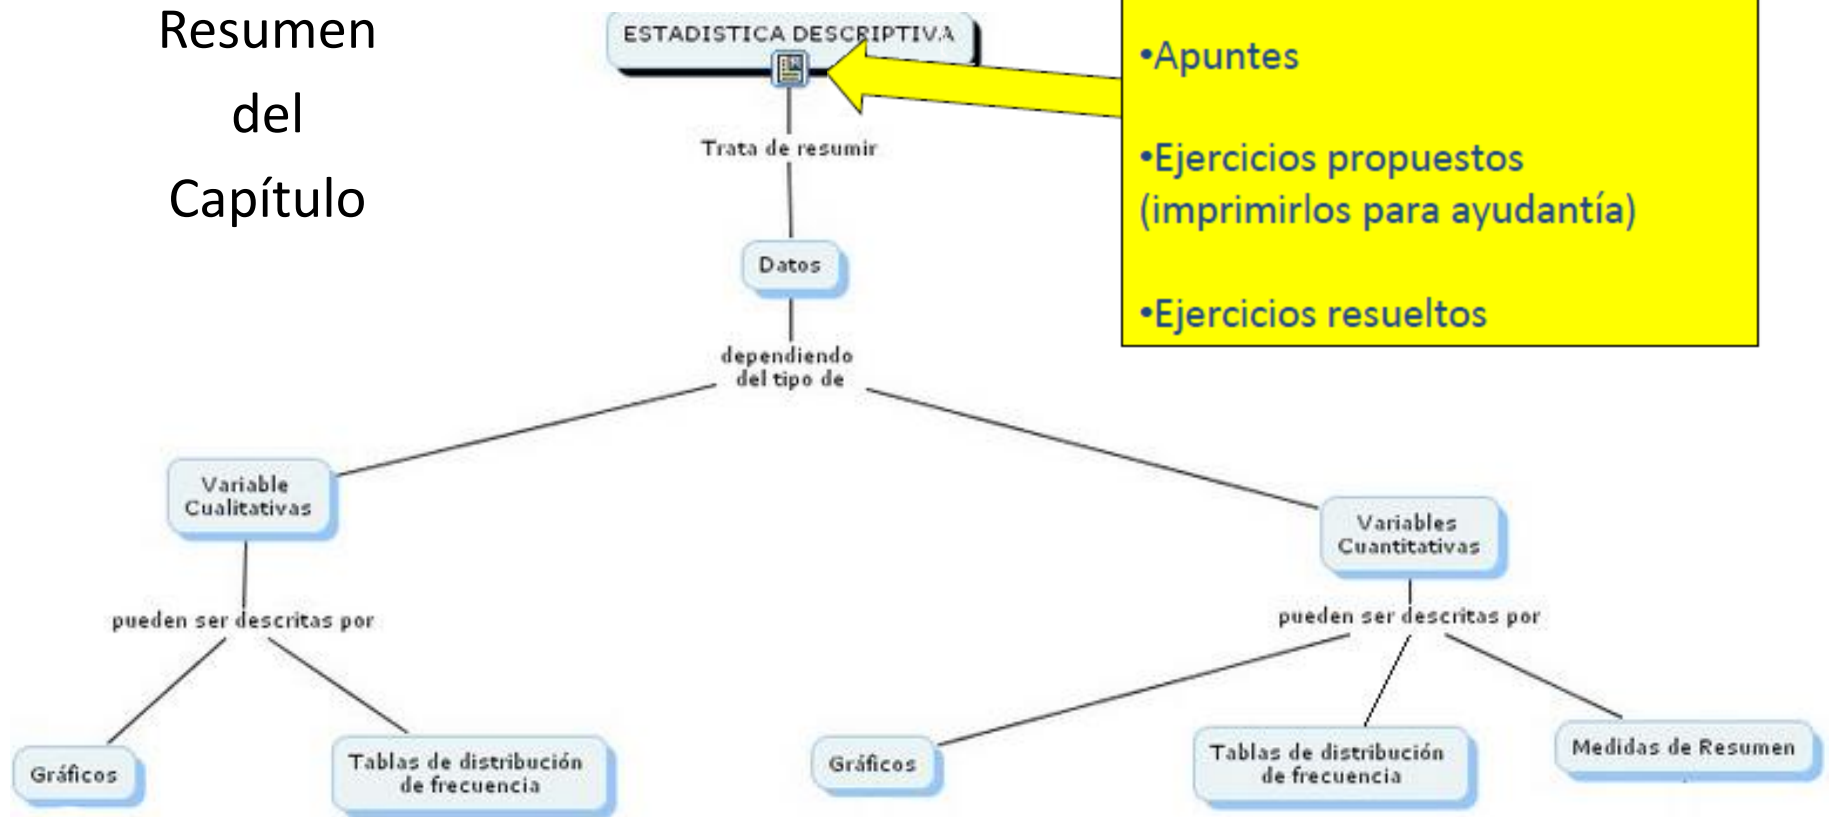 Resumen
del
Capítulo
ESTADISTICA DESCRIPTIVA
•Apuntes
•Ejercicios propuestos
(imprimirlos para ayudantía)
•Ejercicios resueltos
Trata de resumir
Datos
dependiendo
del tipo de
Variable
Cualitativas
Variables
Cuantitativas
pueden ser descritas por
pueden ser descritas por
Gráficos
Tablas de distribución
de frecuencia
Gráficos
Tablas de distribución
de frecuencia
Medidas de Resumen